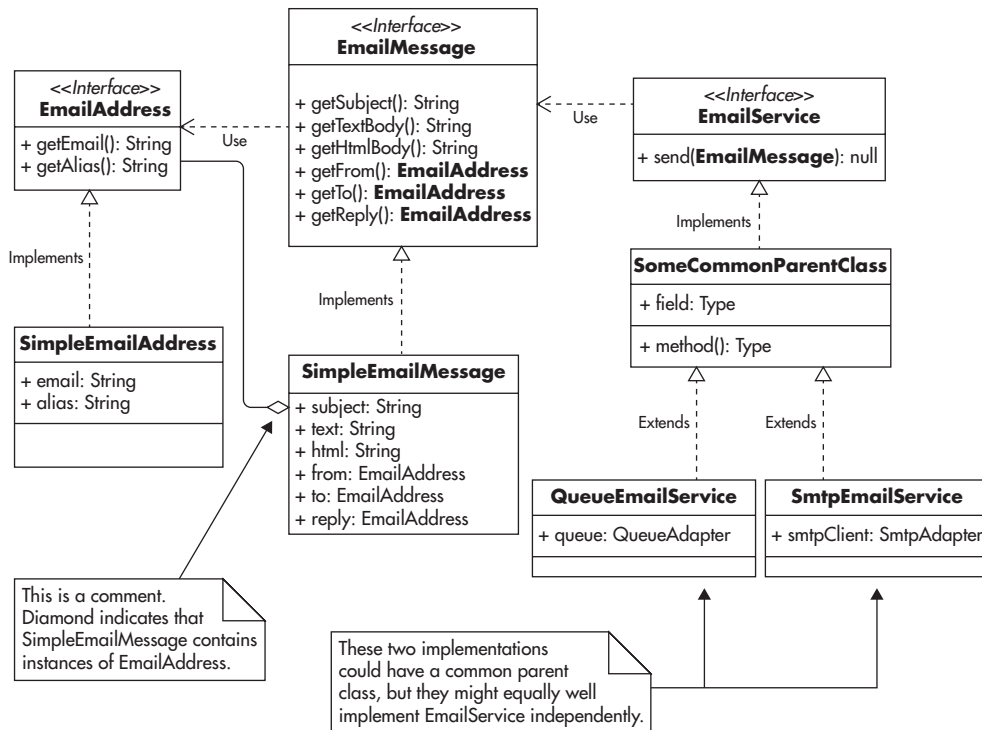 <<Interface>>
EmailAddress
+ getEmail(): String
+ getAlias(): String
Use
<<Interface>>
EmailMessage
+ getSubject(): String
+ getTextBody(): String
+ getHtmlBody(): String
+ getFrom(): EmailAddress
+ getTo(): EmailAddress
+ getReply(): EmailAddress
Use
<<Interface>>
EmailService
+ send(EmailMessage): null
Implements
Implements
Implements
SomeCommonParentClass
+ field: Type
+ method(): Type
SimpleEmailAddress
+ email: String
+ alias: String
SimpleEmailMessage
+ subject: String
+ text: String
+ html: String
+ from: EmailAddress
+ to: EmailAddress
+ reply: EmailAddress
Extends
Extends
QueueEmailService
+ queue: QueueAdapter
SmtpEmailService
+ smtpClient: SmtpAdapter
This is a comment.
Diamond indicates that
SimpleEmailMessage contains
instances of EmailAddress.
These two implementations
could have a common parent
class, but they might equally well
implement EmailService independently.